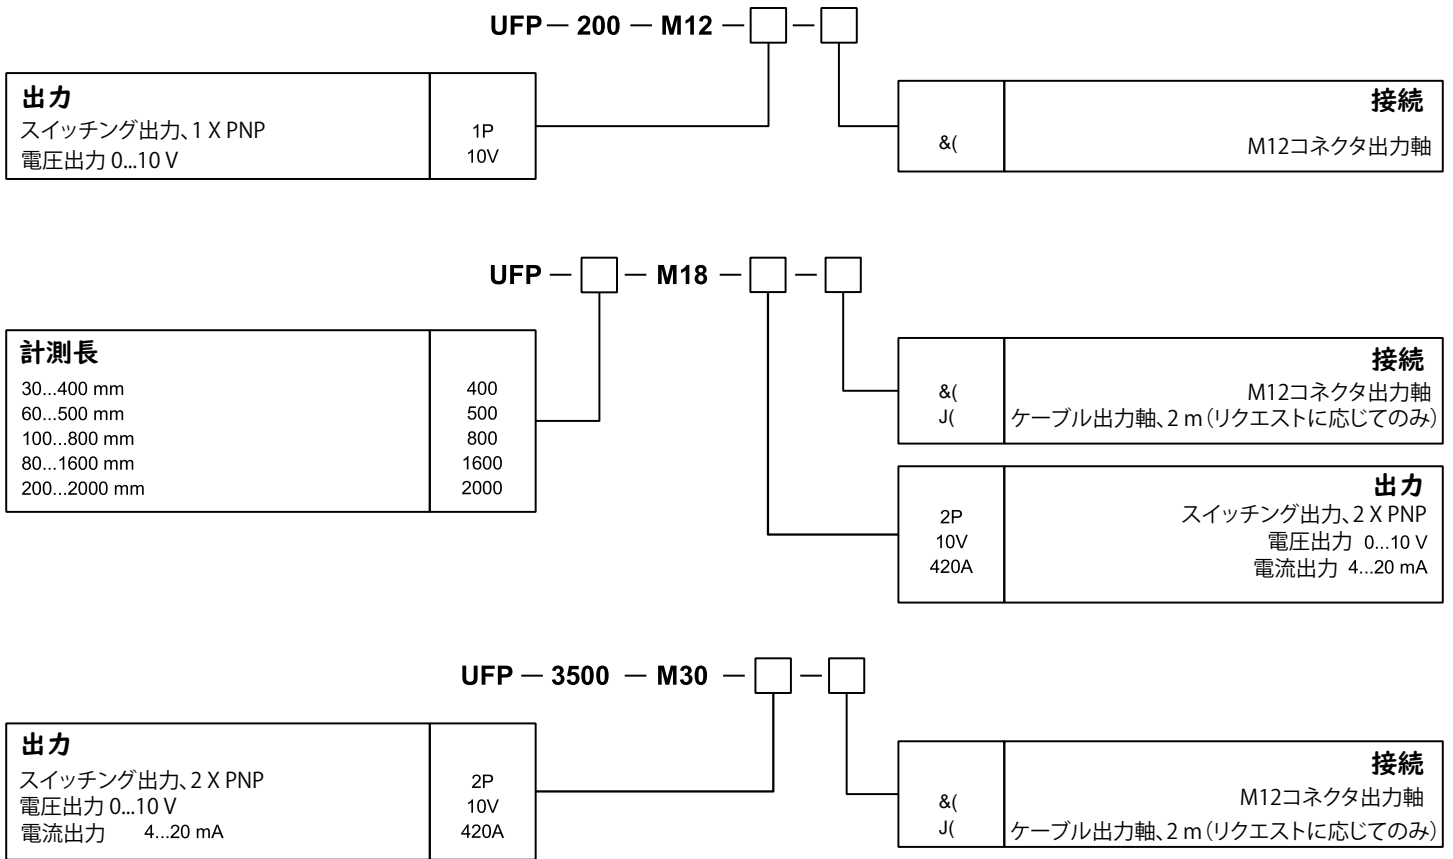 UFP — 200 — M12 — □ — □
出力
スイッチング出力、1 X PNP 1P
電圧出力 0...10 V 10V
接続
&( M12コネクタ出力軸
UFP — □ — M18 — □ — □
計測長
30...400 mm 400
60...500 mm 500
100...800 mm 800
80...1600 mm 1600
200...2000 mm 2000
接続
&( M12コネクタ出力軸
J( ケーブル出力軸、2 m(リクエストに応じてのみ)
出力
2P スイッチング出力、2 X PNP
10V 電圧出力 0...10 V
420A 電流出力 4...20 mA
UFP — 3500 — M30 — □ — □
出力
スイッチング出力、2 X PNP 2P
電圧出力 0...10 V 10V
電流出力 4...20 mA 420A
接続
&( M12コネクタ出力軸
J( ケーブル出力軸、2 m(リクエストに応じてのみ)